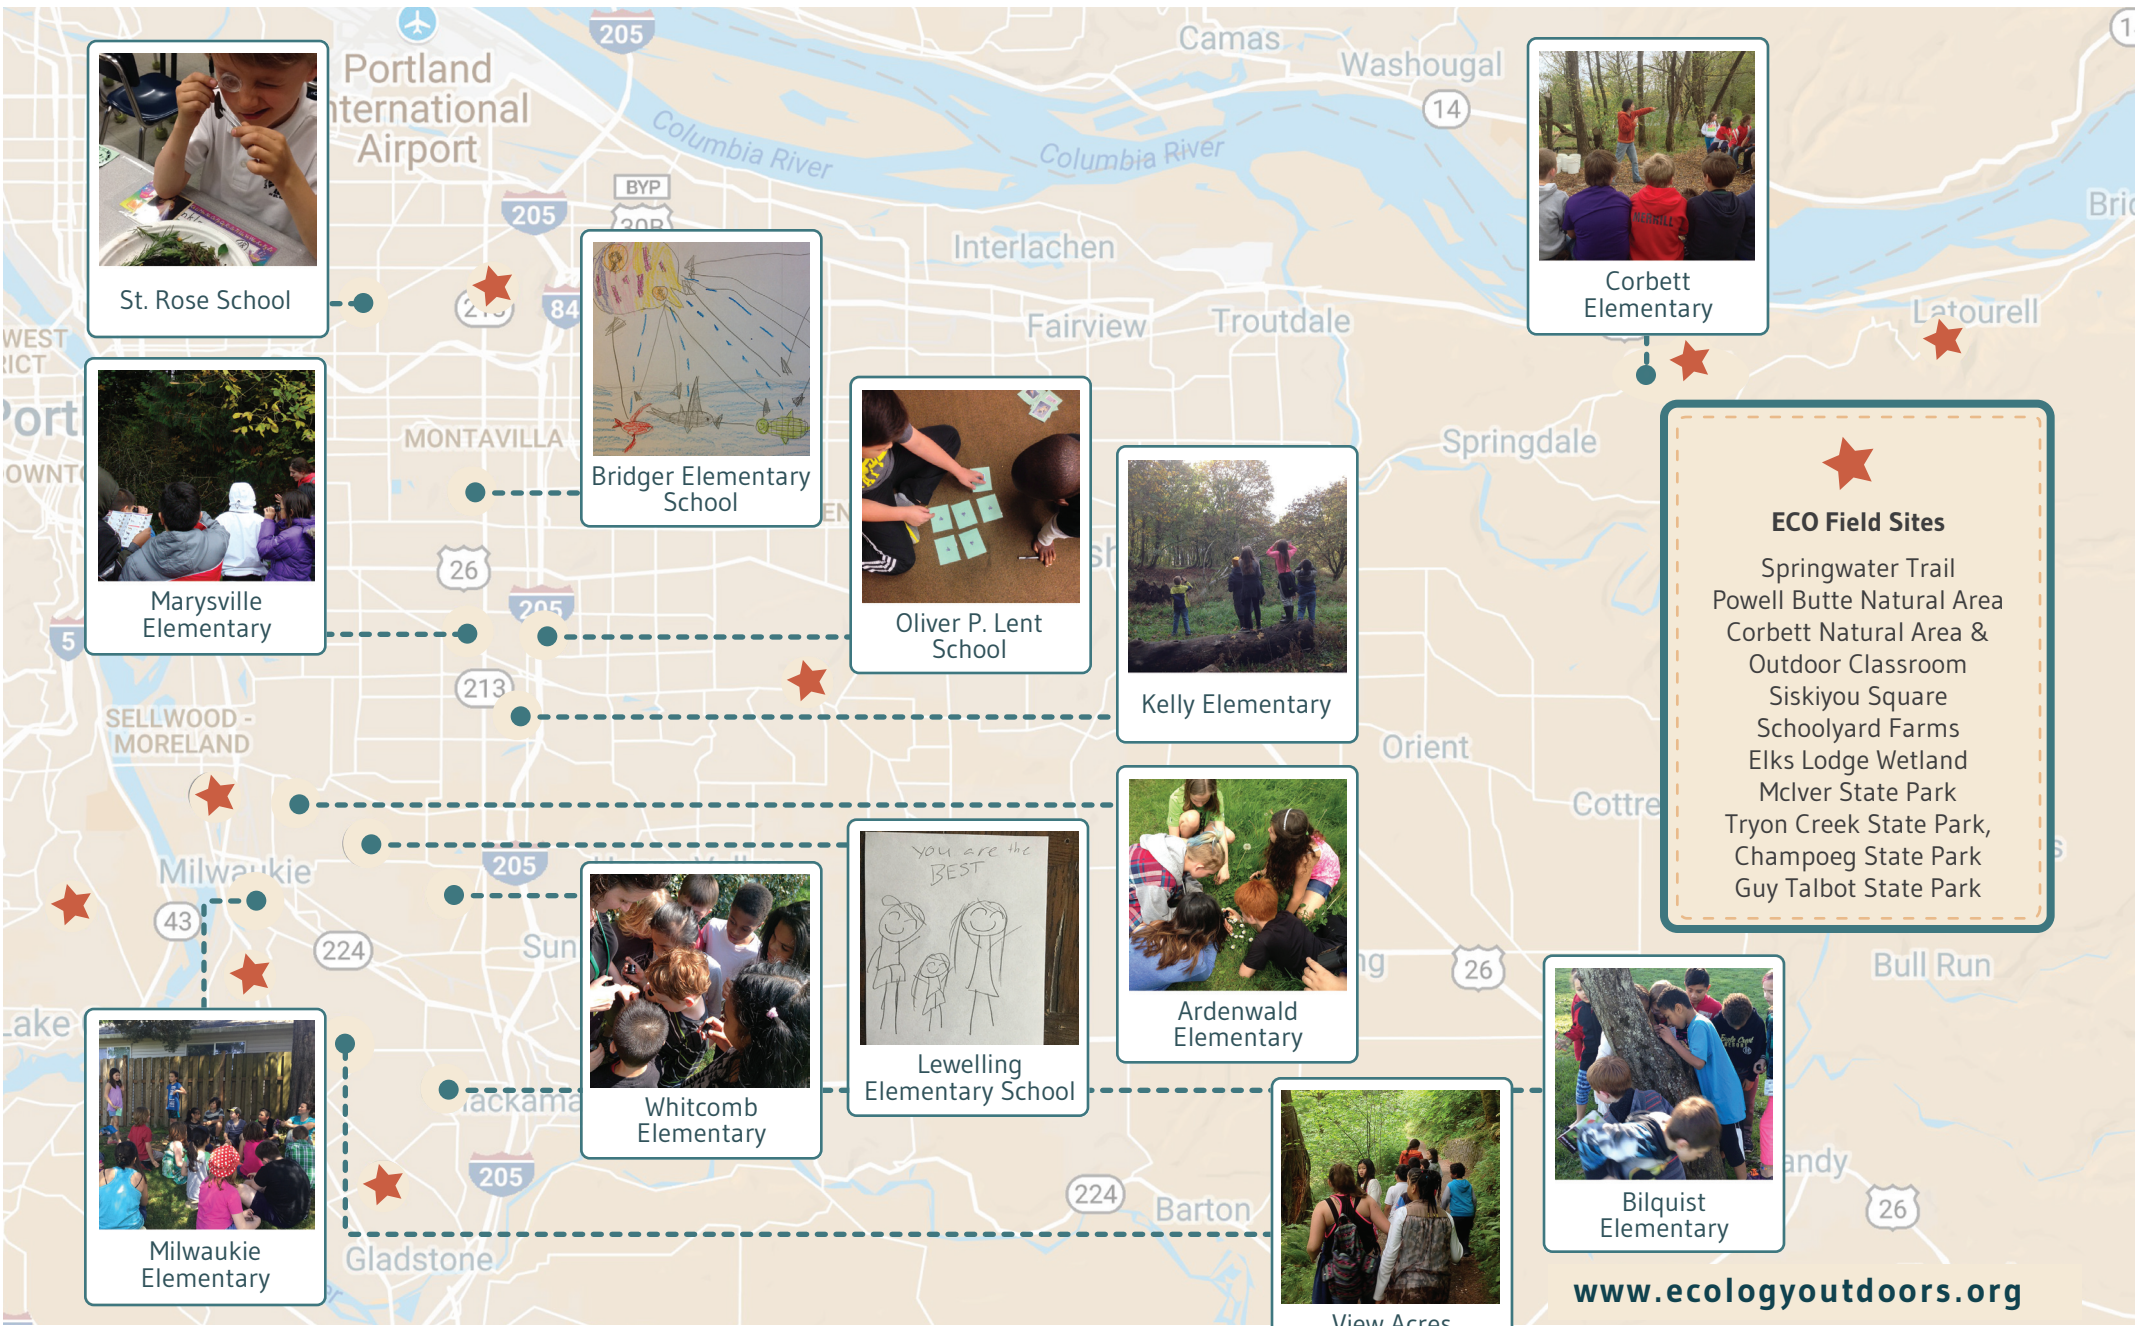 205
Camas
Washougal
14
Portland
International
Airport
Columbia River
Columbia River
BYP
30B
205
Interlachen
St. Rose School
84
Fairview
Troutdale
Latourell
Corbett
Elementary
MONTAVILLA
Springdale
Bridger Elementary
School
26
205
Marysville
Elementary
5
Oliver P. Lent
School
213
Kelly Elementary
SELLWOOD -
MORELAND
Orient
ECO Field Sites
Springwater Trail
Powell Butte Natural Area
Corbett Natural Area &
Outdoor Classroom
Siskiyou Square
Schoolyard Farms
Elks Lodge Wetland
McIver State Park
Tryon Creek State Park,
Champoeg State Park
Guy Talbot State Park
205
Milwaukie
43
224
Sun
you are the
BEST
26
Bull Run
Lake
Ardenwald
Elementary
Lewelling
Elementary School
Whitcomb
Elementary
205
224
Barton
26
Bilquist
Elementary
Milwaukie
Elementary
Gladstone
View Acres
www.ecologyoutdoors.org